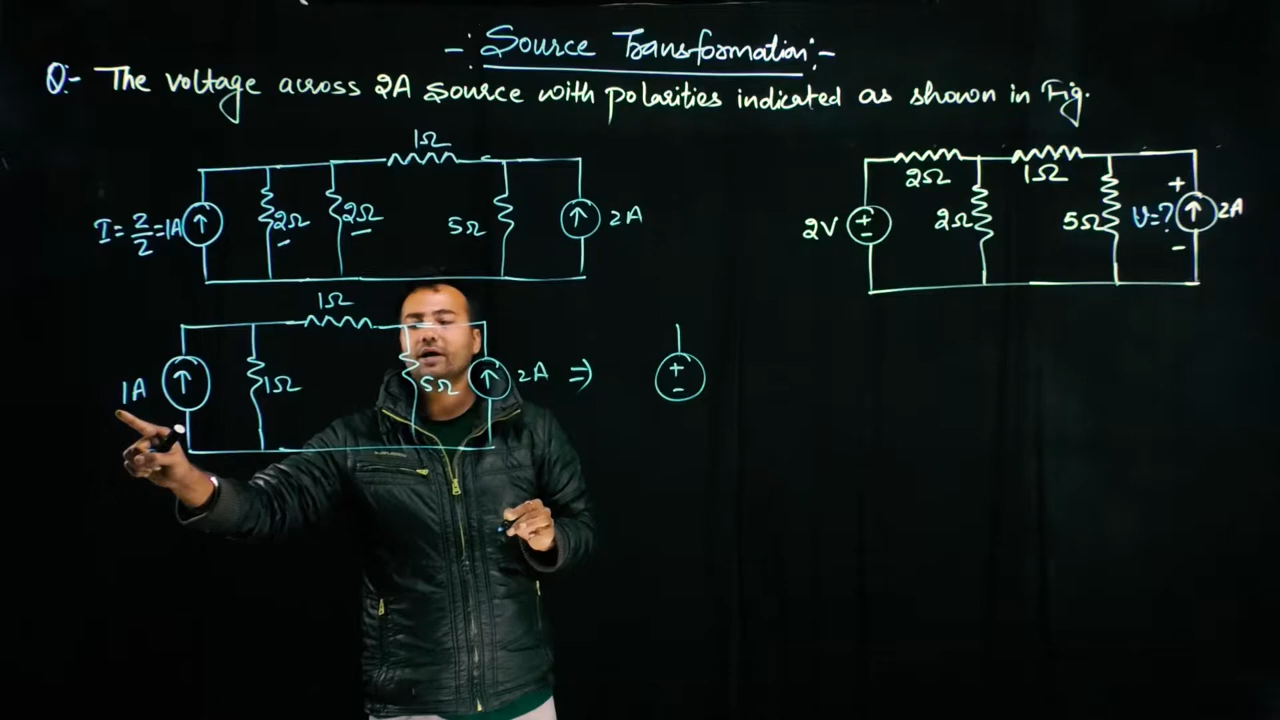 -: Source Transformation:-
Q:- The voltage across 2A source with polarities indicated as shown in Fig.
1Ω
I = 2/2 = 1A
2Ω
2Ω
5Ω
2A
2Ω
1Ω
2V
+
-
2Ω
5Ω
+
V=?
-
2A
1Ω
1A
1Ω
5Ω
2A ⇒
+
-